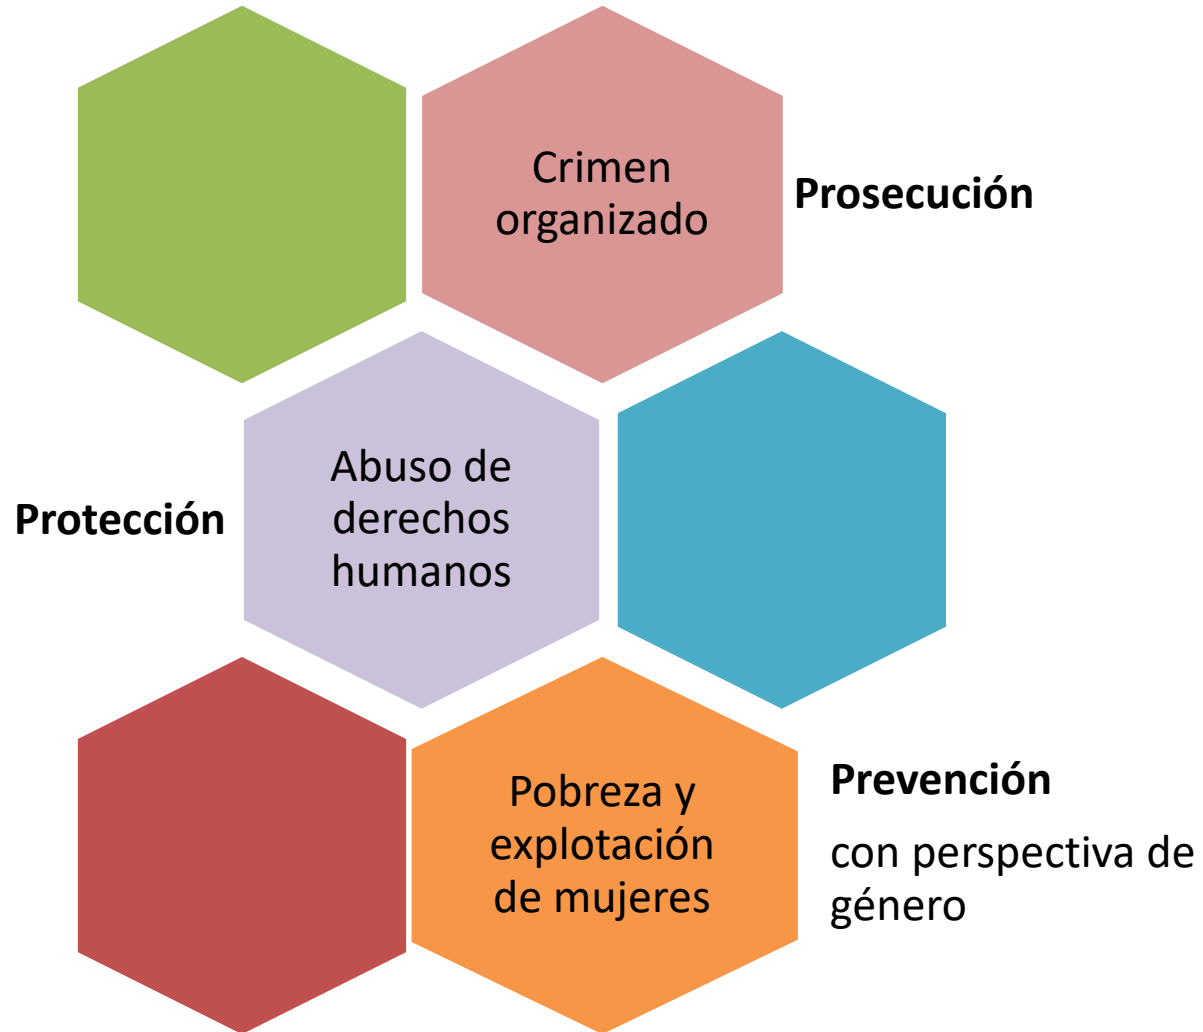 Crimen
organizado
Prosecución
Abuso de
derechos
humanos
Protección
Pobreza y
explotación
de mujeres
Prevención
con perspectiva de
género